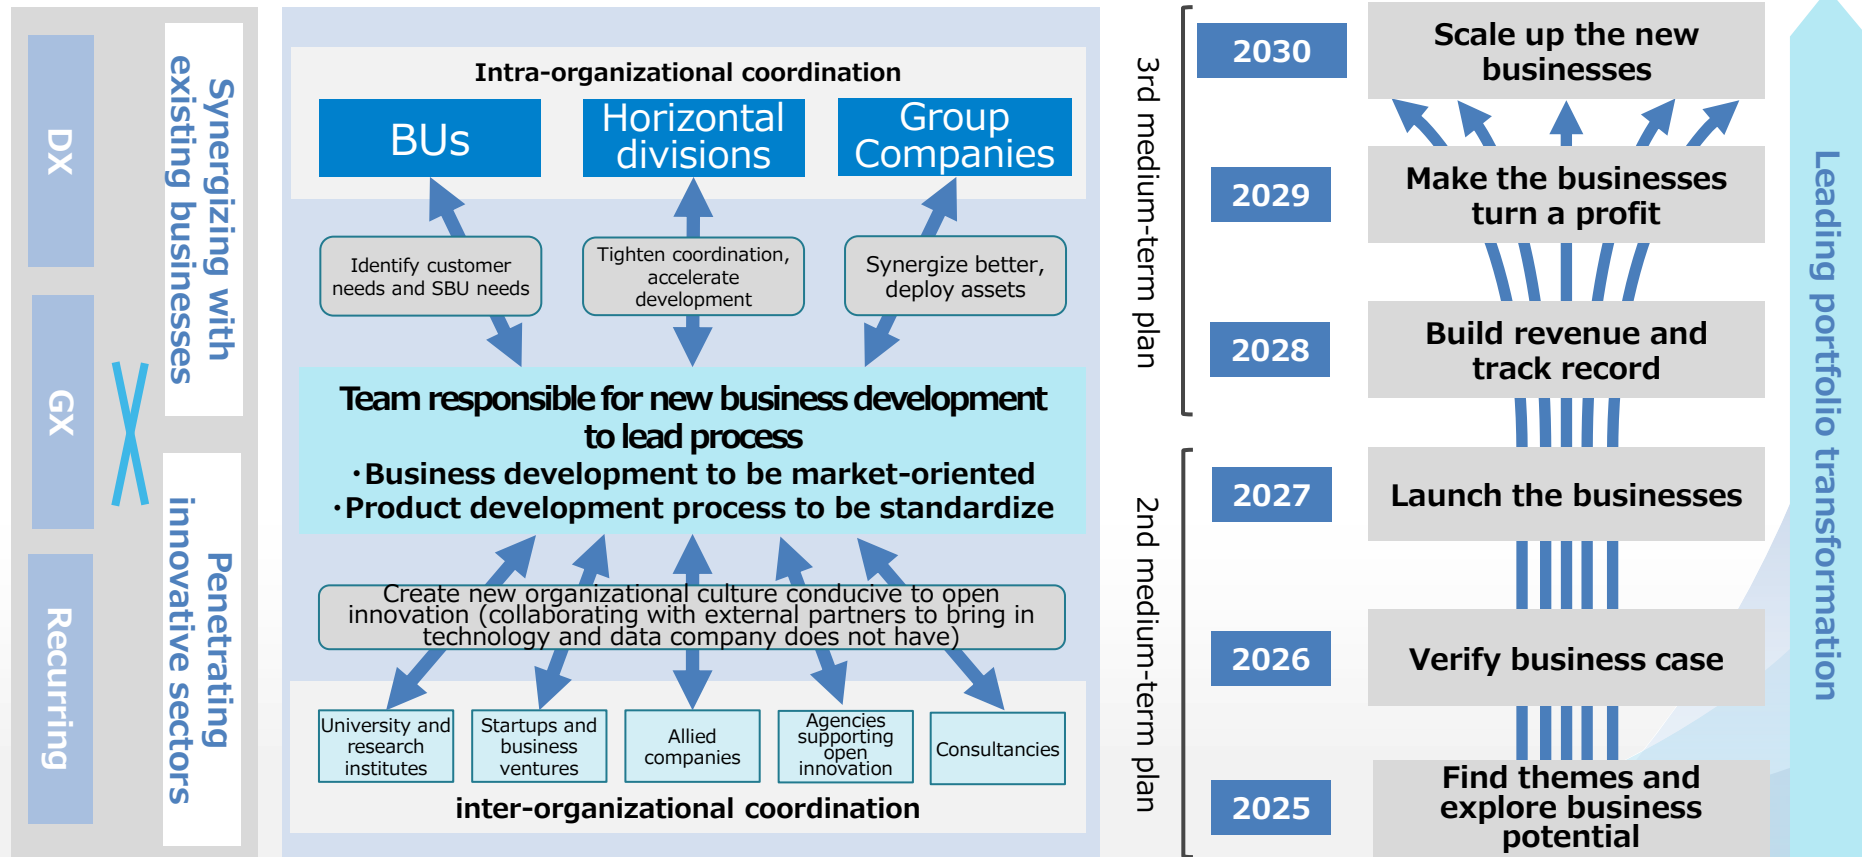 DX
GX
Recurring
Synergizing with
existing businesses
Penetrating
innovative sectors
Intra-organizational coordination
BUs
Horizontal
divisions
Group
Companies
Identify customer
needs and SBU needs
Tighten coordination,
accelerate
development
Synergize better,
deploy assets
Team responsible for new business development
to lead process
・Business development to be market-oriented
・Product development process to be standardize
Create new organizational culture conducive to open
innovation (collaborating with external partners to bring in
technology and data company does not have)
University and
research
institutes
Startups and
business
ventures
Allied
companies
Agencies
supporting
open
innovation
Consultancies
inter-organizational coordination
3rd medium-term plan
2nd medium-term plan
2030
Scale up the new
businesses
2029
Make the businesses
turn a profit
2028
Build revenue and
track record
2027
Launch the businesses
2026
Verify business case
2025
Find themes and
explore business
potential
Leading portfolio transformation